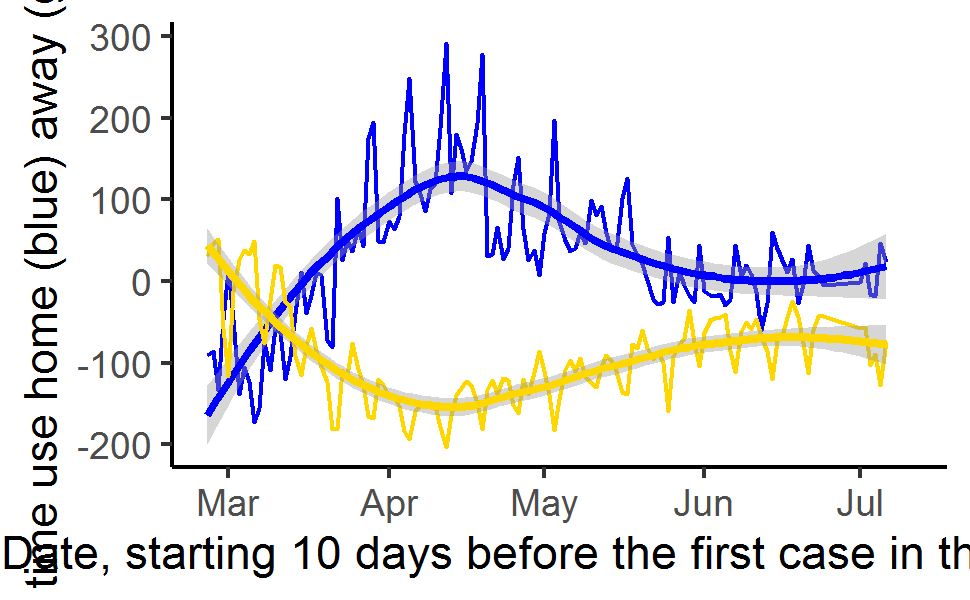 time use home (blue) away (
300
200
100
0
-100
-200
Mar Apr May Jun Jul
Date, starting 10 days before the first case in th